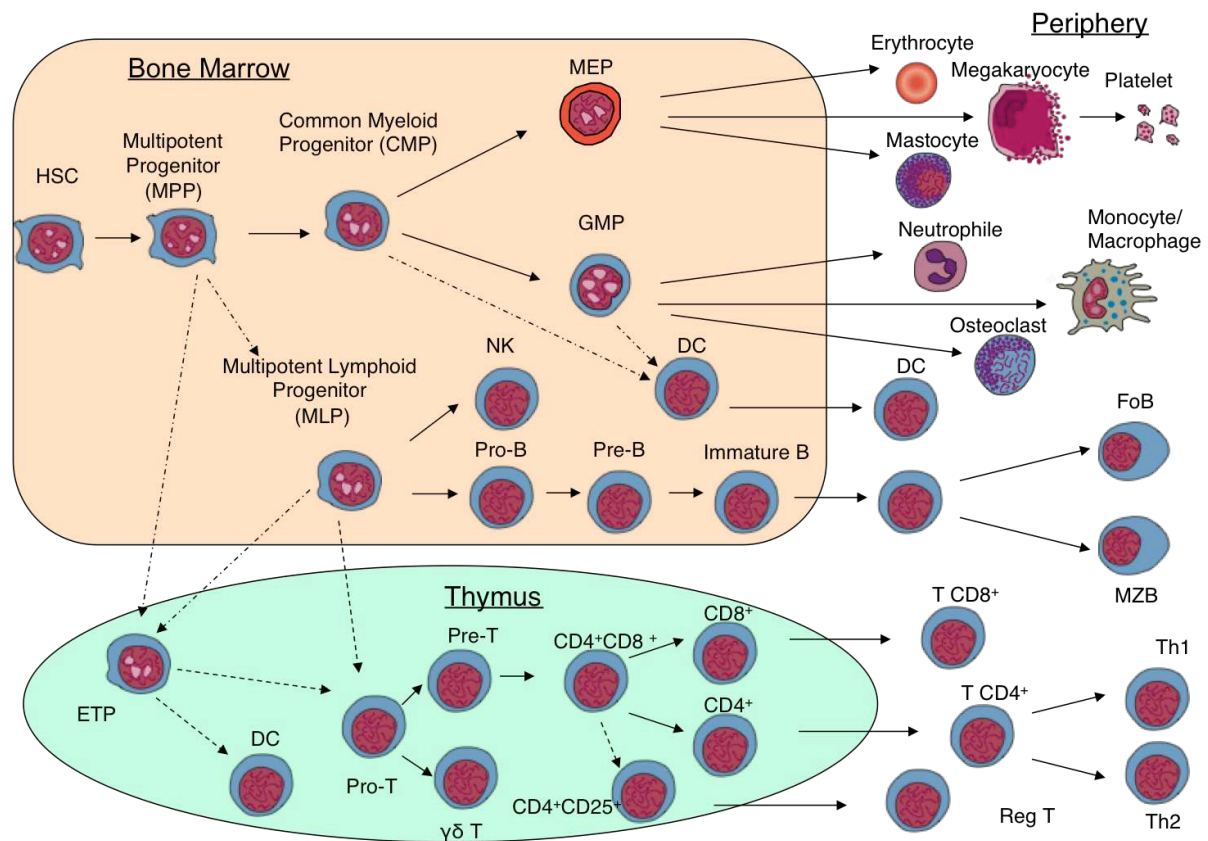 Periphery
Bone Marrow
Erythrocyte
MEP
Megakaryocyte
Platelet
Common Myeloid
Progenitor (CMP)
Multipotent
Progenitor
(MPP)
HSC
Mastocyte
GMP
Neutrophile
Monocyte/
Macrophage
Osteoclast
NK
DC
DC
Multipotent Lymphoid
Progenitor
(MLP)
FoB
Pro-B
Pre-B
Immature B
MZB
Thymus
CD8⁺
T CD8⁺
Pre-T
CD4⁺CD8 ⁺
Th1
ETP
CD4⁺
T CD4⁺
DC
Pro-T
CD4⁺CD25⁺
Reg T
Th2
γδ T